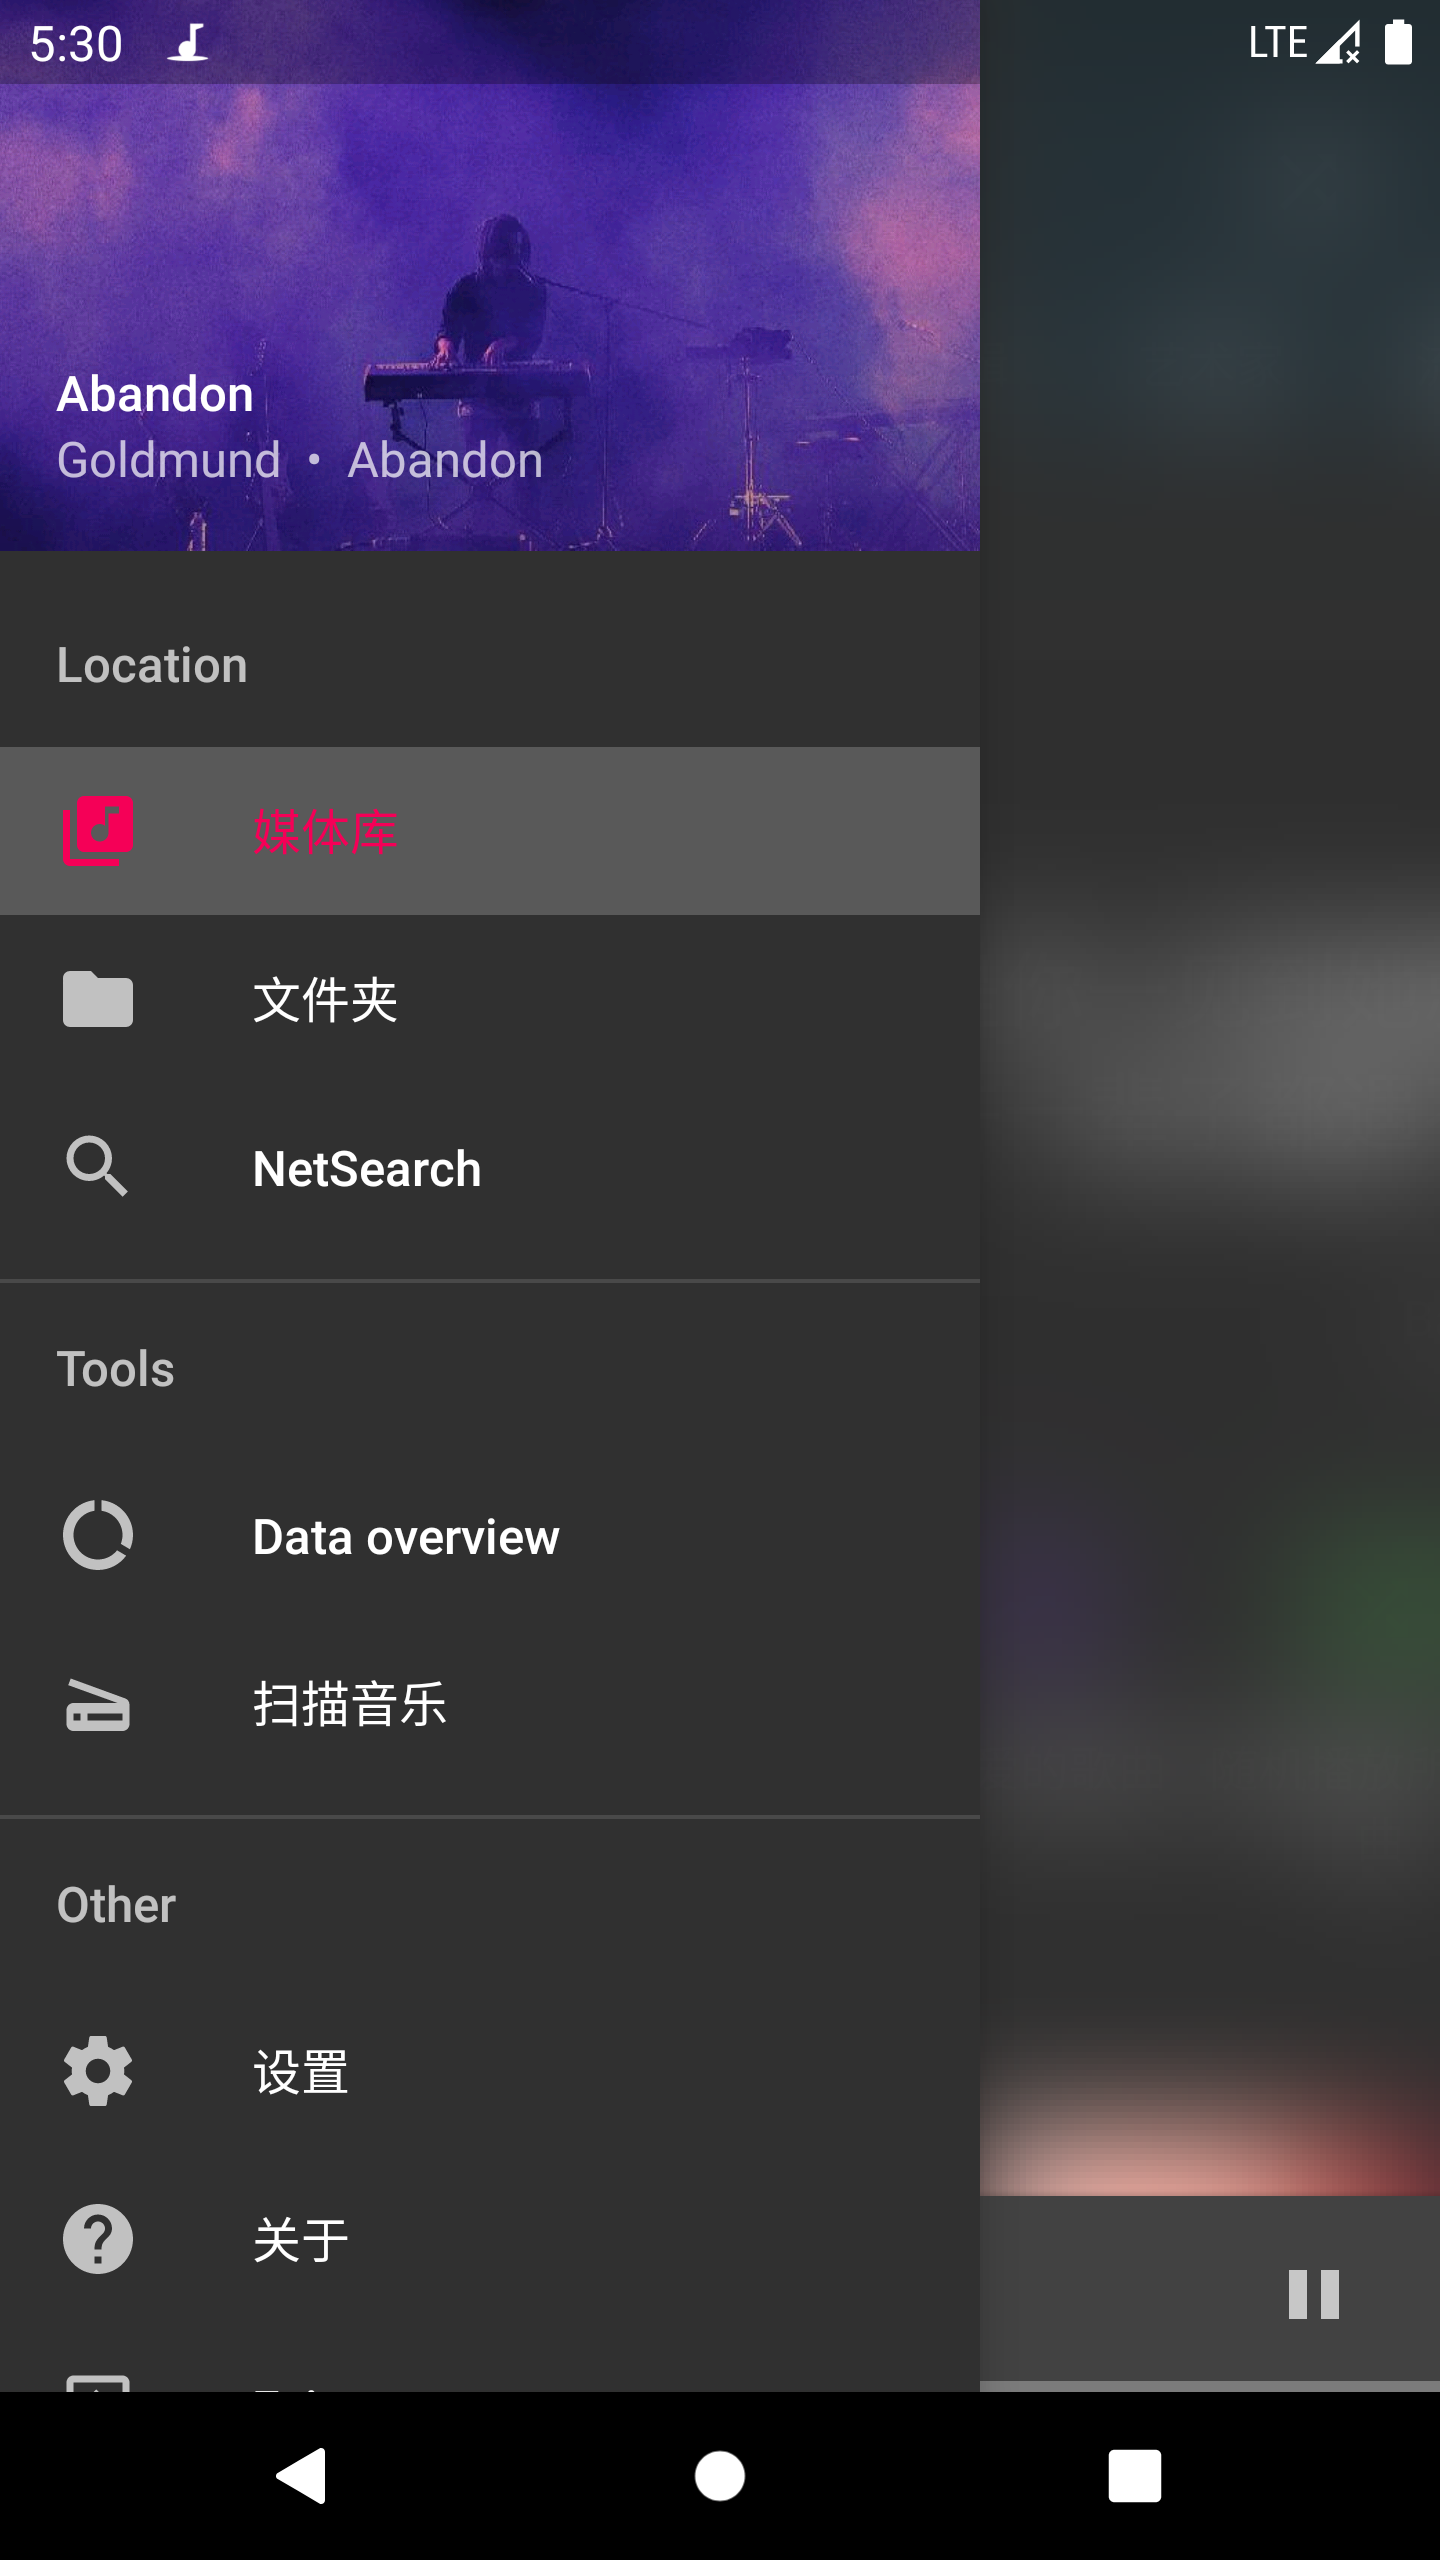 5:30
LTE
Abandon
Goldmund • Abandon
Location
媒体库
文件夹
NetSearch
Tools
Data overview
扫描音乐
Other
设置
关于